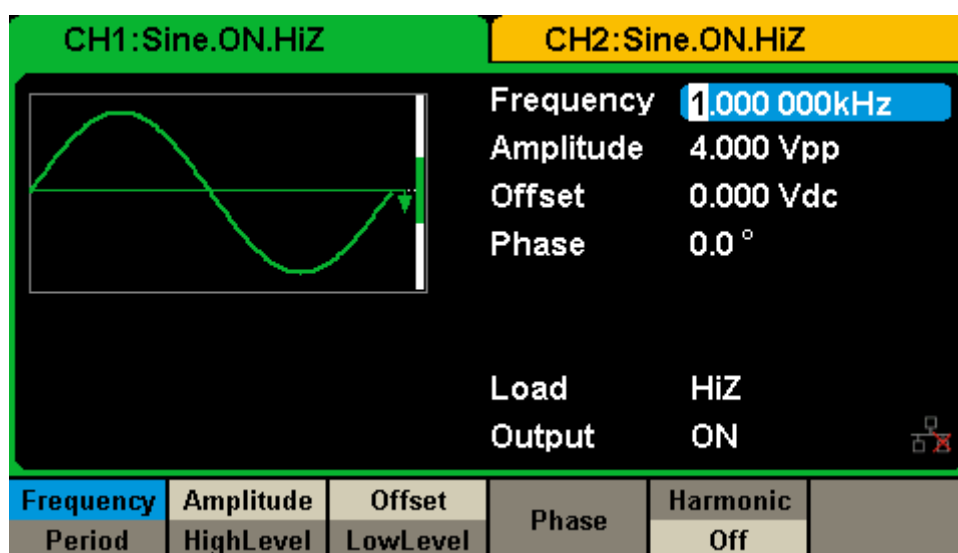 CH1:Sine.ON.HiZ CH2:Sine.ON.HiZ
Frequency 1.000 000kHz
Amplitude 4.000 Vpp
Offset 0.000 Vdc
Phase 0.0 °
Load HiZ
Output ON
Frequency Amplitude Offset Phase Harmonic
Period HighLevel LowLevel Off